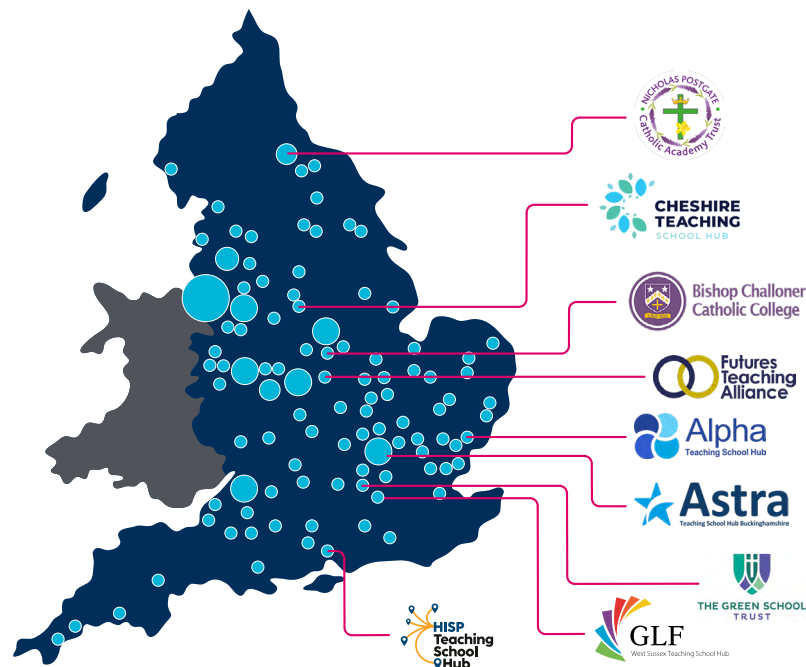 NICHOLAS POSTGATE
Catholic Academy Trust
CHESHIRE
TEACHING
SCHOOL HUB
Bishop Challoner
Catholic College
Futures
Teaching
Alliance
Alpha
Teaching School Hub
Astra
Teaching School Hub Buckinghamshire
THE GREEN SCHOOL
TRUST
HISP
Teaching
School
Hub
GLF
West Sussex Teaching School Hub